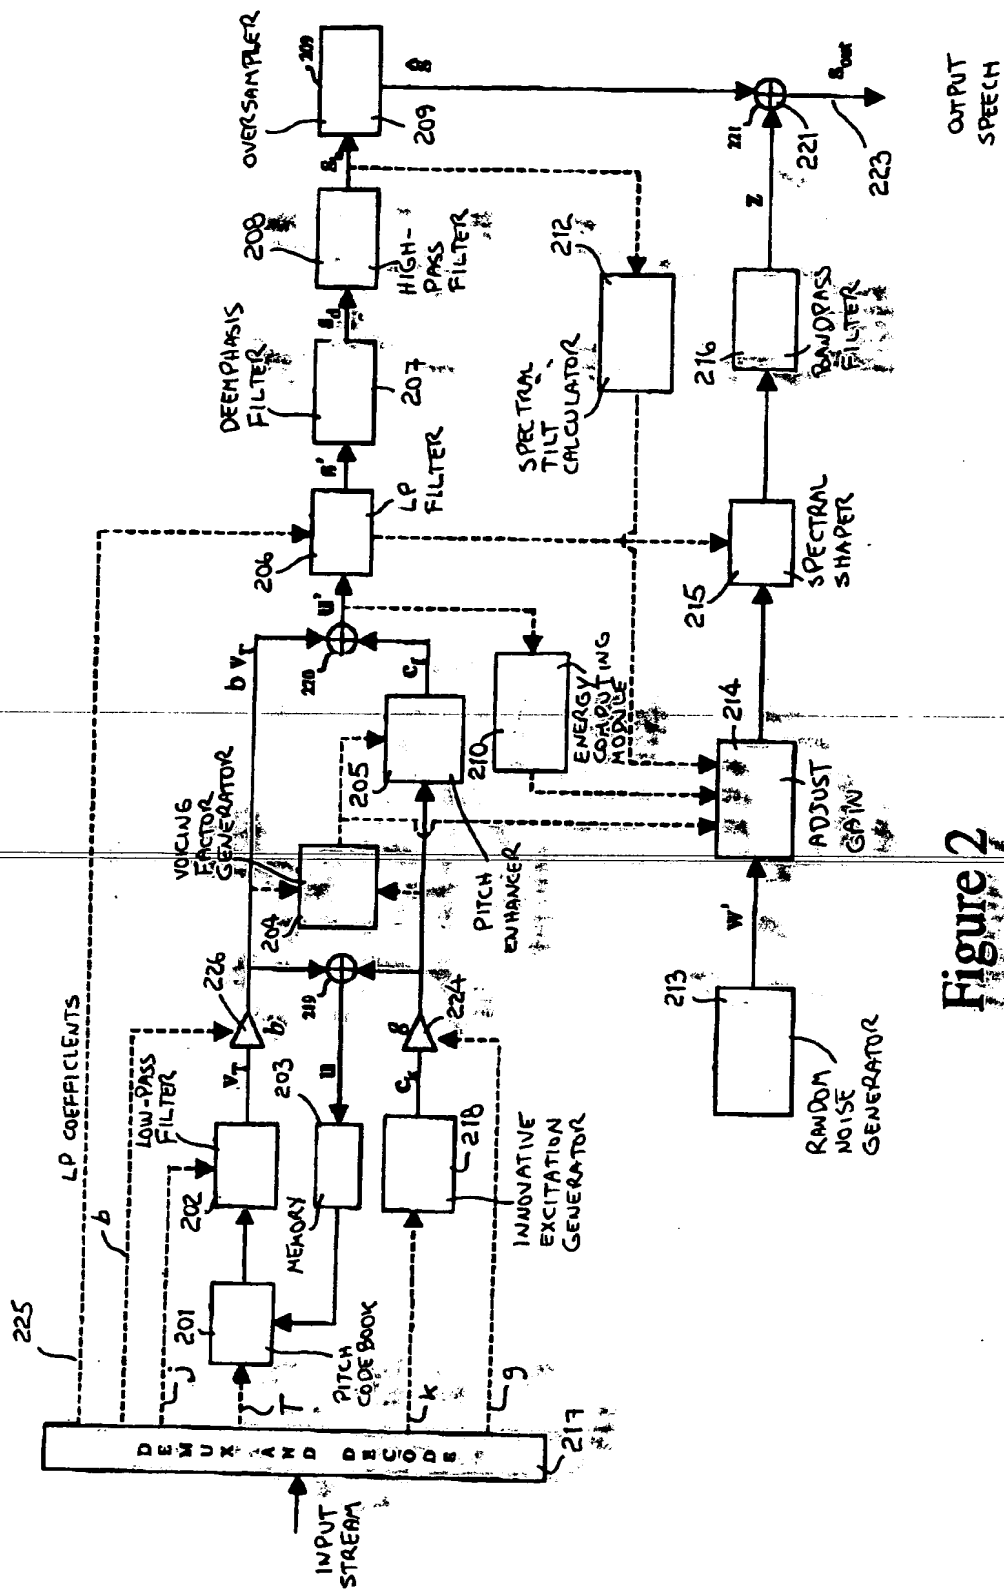 225
LP COEFFICIENTS
b
j
LOW-PASS
FILTER
202
T
201
PITCH
CODEBOOK
MEMORY
203
k
g
DEMUX AND DECODE
217
INPUT
STREAM
V_T
b
226
u
219
C_k
g
224
218
INNOVATIVE
EXCITATION
GENERATOR
VOICING
FACTOR
GENERATOR
204
b V_T
220
u'
C_f
205
PITCH
ENHANCER
210
ENERGY
COMPUTING
MODULE
206
LP
FILTER
s'
DEEMPHASIS
FILTER
207
s_d
208
HIGH-
PASS
FILTER
s_h
OVERSAMPLER
209
209
ŝ
SPECTRAL
TILT
CALCULATOR
212
213
RANDOM
NOISE
GENERATOR
w'
214
ADJUST
GAIN
215
SPECTRAL
SHAPER
216
BANDPASS
FILTER
z
221
221
s_out
223
OUTPUT
SPEECH
Figure 2